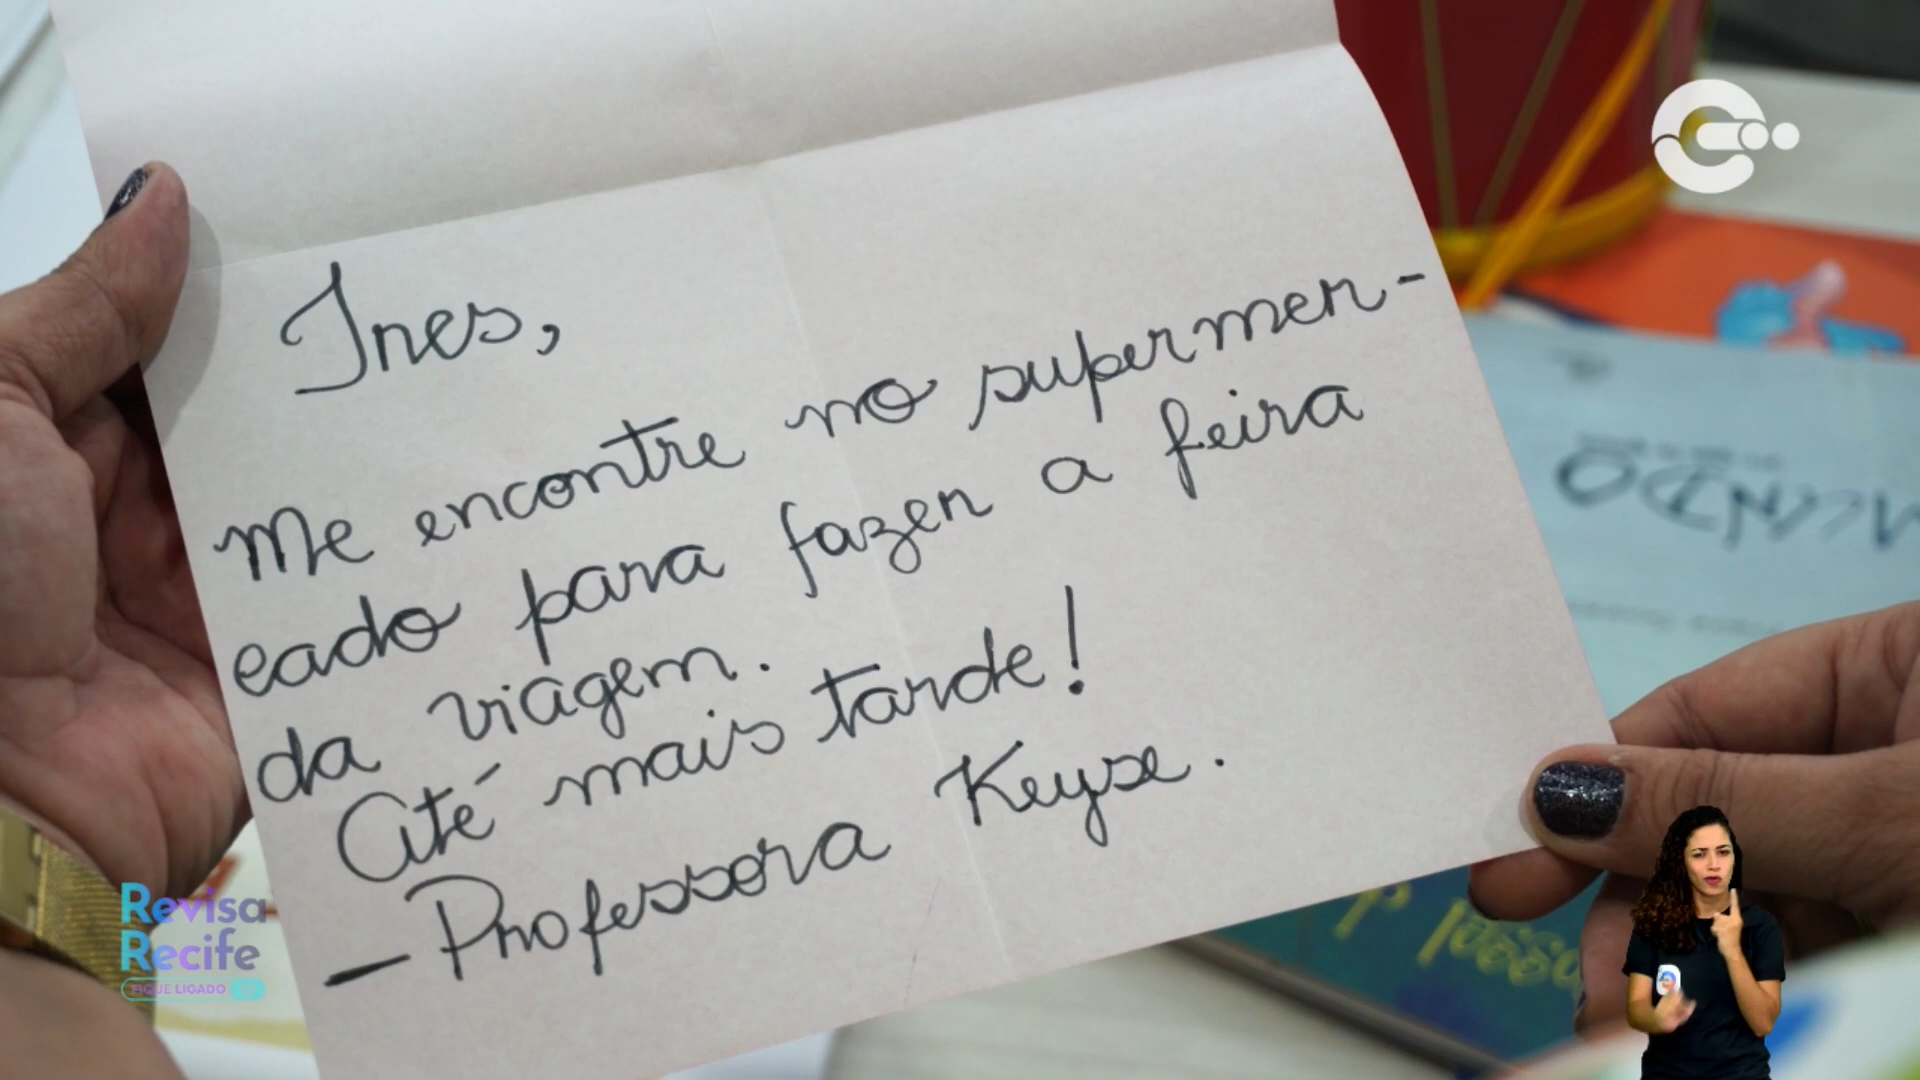 Ines,
Me encontre no supermer-
cado para fazer a feira
da viagem.
Até mais tarde!
— Professora Keyse.
Revisa
Recife
FIQUE LIGADO